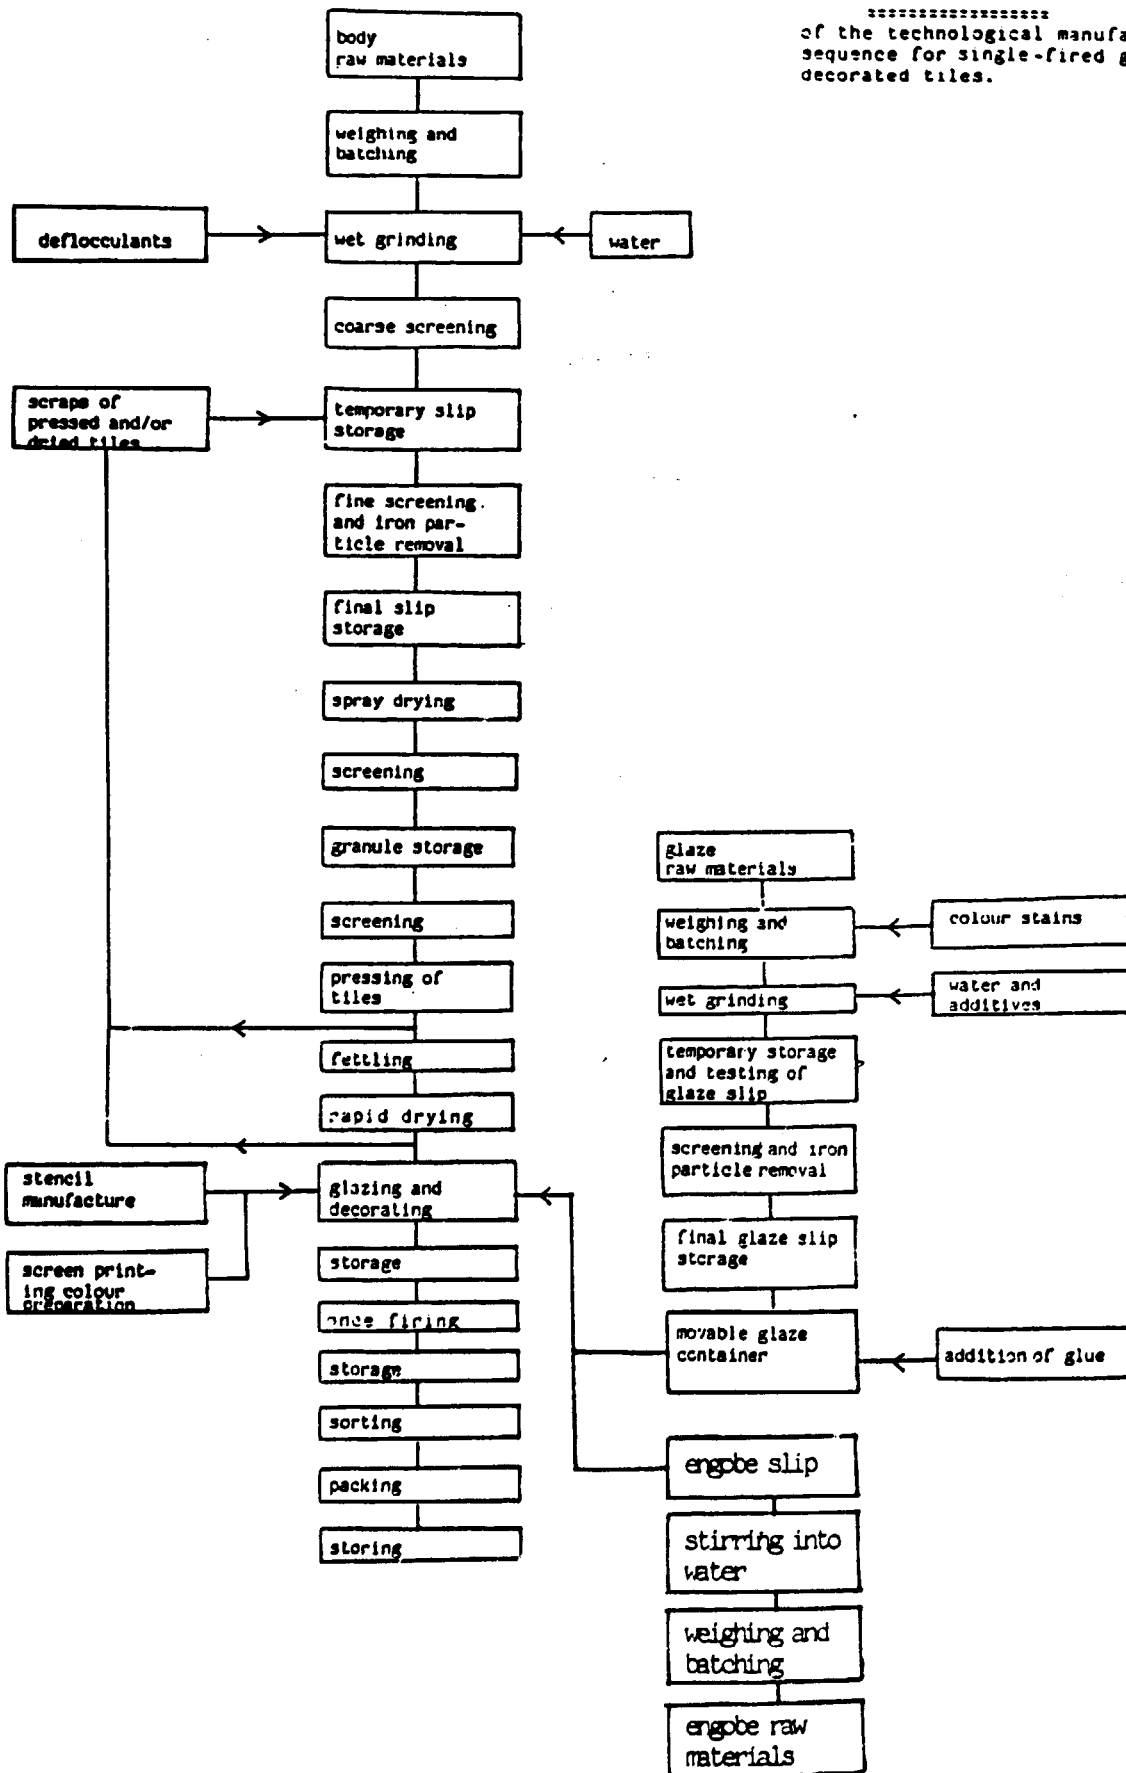 of the technological
sequence for single-fired
decorated tiles.
body
raw materials
weighing and
batching
deflocculants
wet grinding
water
coarse screening
scraps of
pressed and/or
dried tiles
temporary slip
storage
fine screening
and iron par-
ticle removal
final slip
storage
spray drying
screening
granule storage
screening
pressing of
tiles
fettling
rapid drying
stencil
manufacture
glazing and
decorating
screen print-
ing colour
preparation
storage
once firing
storage
sorting
packing
storing
glaze
raw materials
weighing and
batching
colour stains
wet grinding
water and
additives
temporary storage
and testing of
glaze slip
screening and iron
particle removal
final glaze slip
storage
movable glaze
container
addition of glue
engobe slip
stirring into
water
weighing and
batching
engobe raw
materials